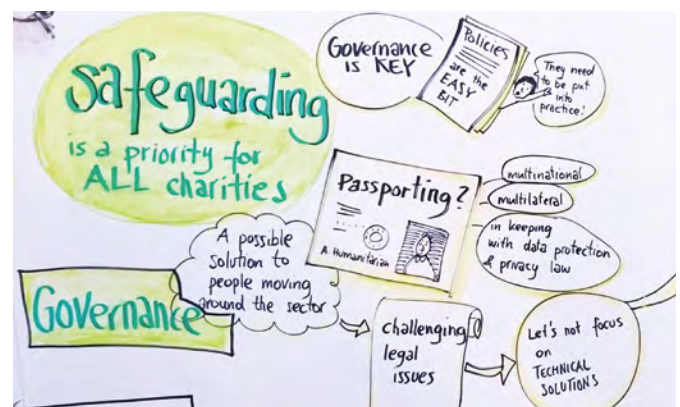 Safeguarding
is a priority for
ALL charities
Governance
is KEY
Policies
are the
EASY
BIT
They need
to be put
into
practice!
Passporting?
A. Humanitarian
multinational
multilateral
in keeping
with data protection
& privacy law
A possible
solution to
people moving
around the sector
Governance
challenging
legal
issues
Let's not focus
on
TECHNICAL
SOLUTIONS